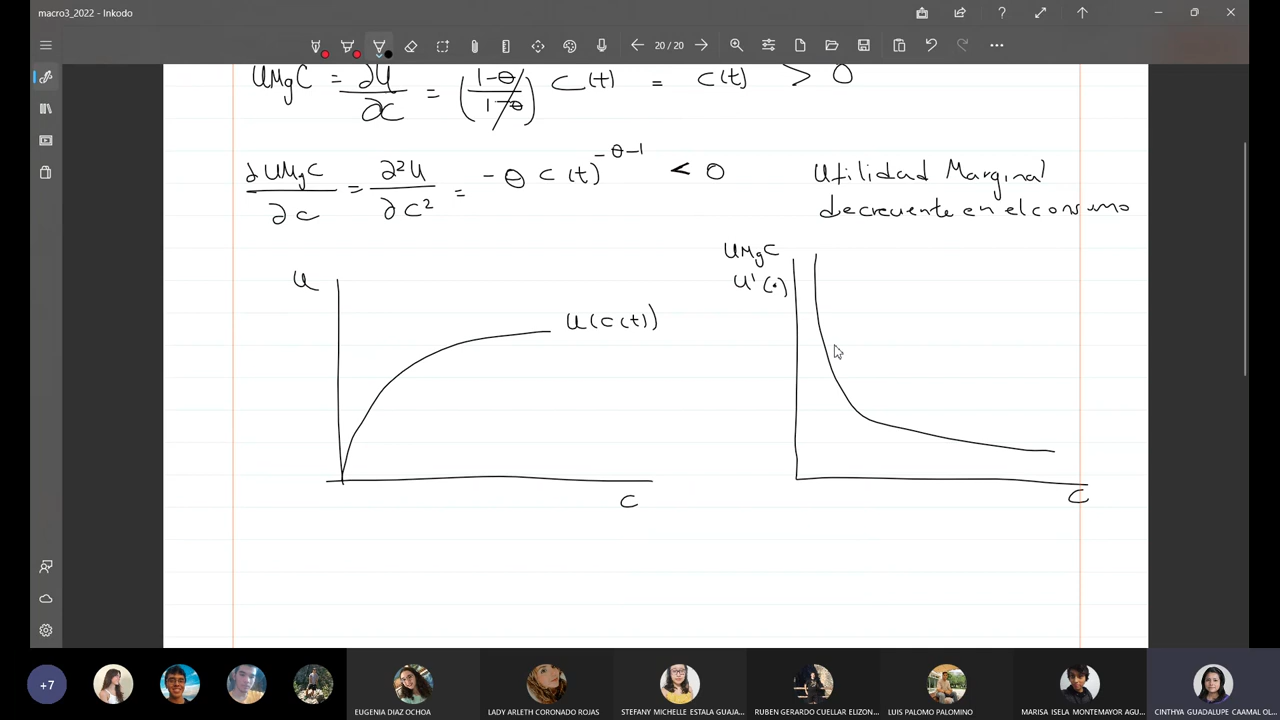 macro3_2022 - Inkodo
20 / 20
UMgC = ∂U/∂C = (1-θ/1-θ) C(t) = C(t) > 0
∂UMgC/∂C = ∂²U/∂C² = -θ C(t)^-θ-1 < 0
Utilidad Marginal
decreciente en el consumo
U
U(C(t))
C
UMgC
U'(•)
C
+7
EUGENIA DIAZ OCHOA
LADY ARLETH CORONADO ROJAS
STEFANY MICHELLE ESTALA GUAJA...
RUBEN GERARDO CUELLAR ELIZON...
LUIS PALOMO PALOMINO
MARISA ISELA MONTEMAYOR AGU...
CINTHYA GUADALUPE CAAMAL OL...